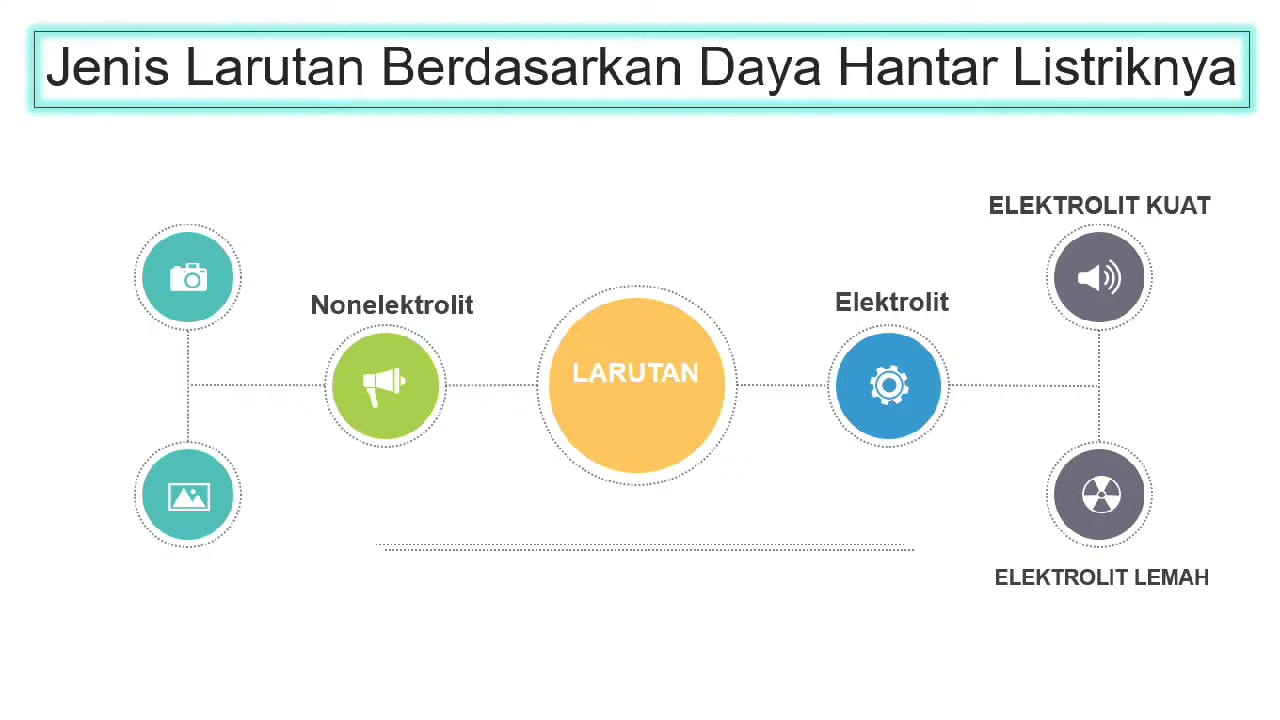 Jenis Larutan Berdasarkan Daya Hantar Listriknya
ELEKTROLIT KUAT
Nonelektrolit
Elektrolit
LARUTAN
ELEKTROLIT LEMAH